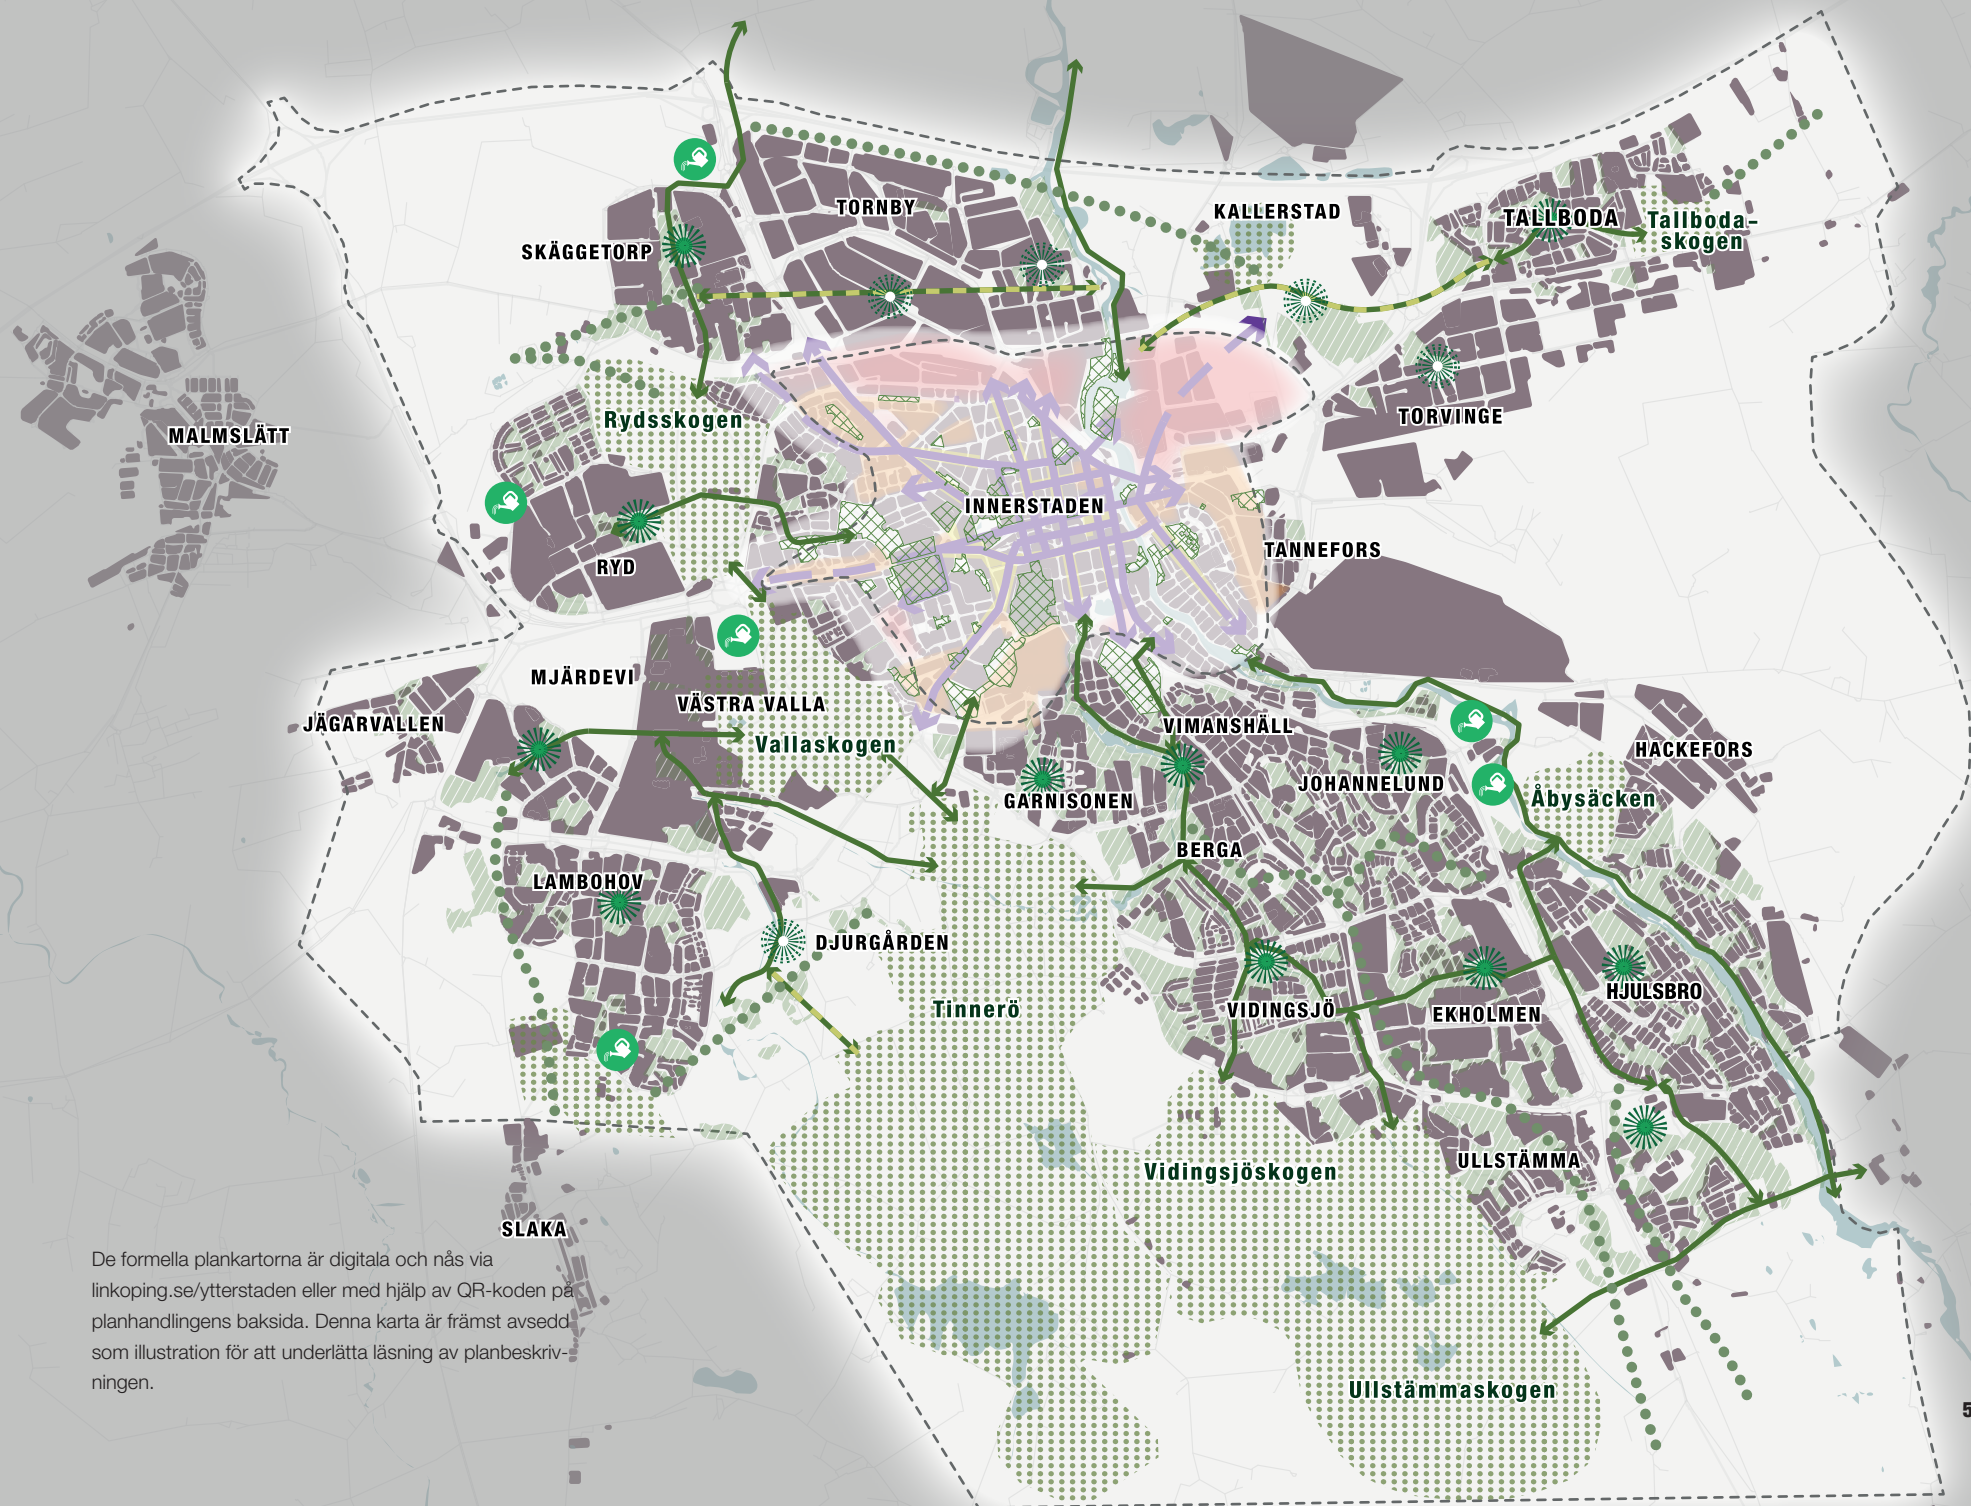 TORNBY
KALLERSTAD
TALLBODA
Tallboda-
skogen
SKÄGGETORP
Rydsskogen
TORVINGE
MALMSLÄTT
INNERSTADEN
TANNEFORS
RYD
MJÄRDEVI
VÄSTRA VALLA
JÄGARVALLEN
Vallaskogen
VIMANSHÄLL
HACKEFORS
JOHANNELUND
GARNISONEN
Åbysäcken
BERGA
LAMBOHOV
DJURGÅRDEN
HJULSBRO
Tinnerö
VIDINGSJÖ
EKHOLMEN
Vidingsjöskogen
ULLSTÄMMA
SLAKA
De formella plankartorna är digitala och nås via
linkoping.se/ytterstaden eller med hjälp av QR-koden på
planhandlingens baksida. Denna karta är främst avsedd
som illustration för att underlätta läsning av planbeskriv-
ningen.
Ullstämmaskogen
5